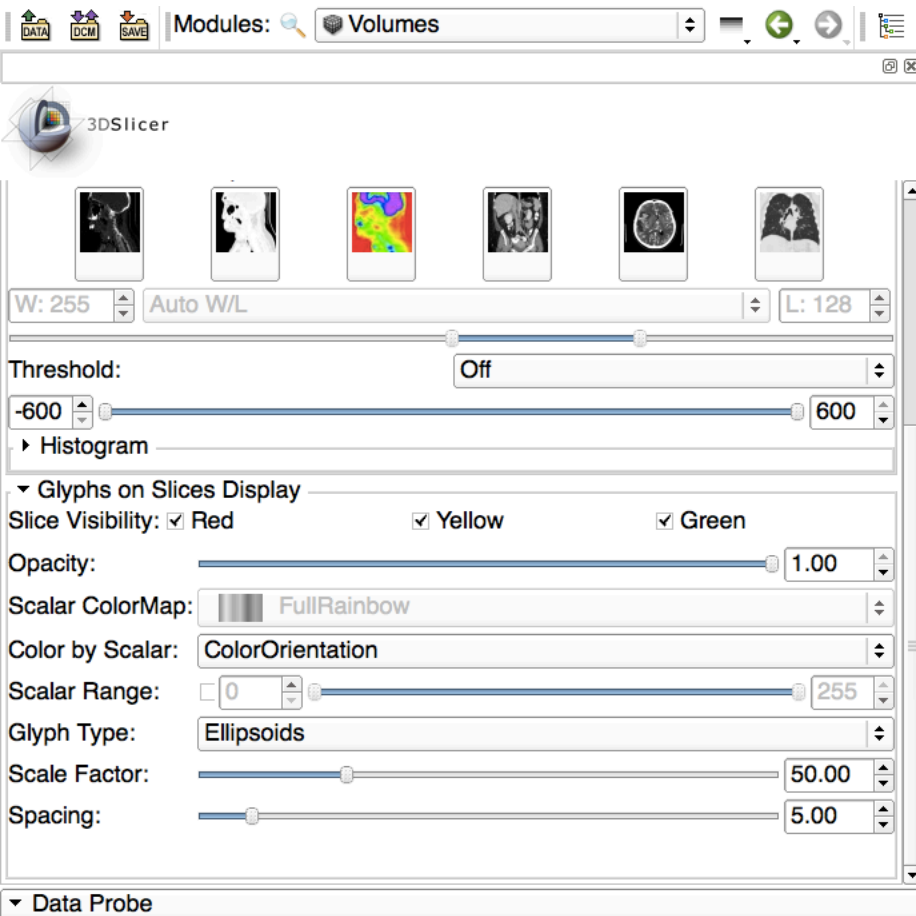 DATA DCM SAVE Modules: Volumes
3DSlicer
W: 255 Auto W/L L: 128
Threshold: Off
-600 600
Histogram
Glyphs on Slices Display
Slice Visibility: Red Yellow Green
Opacity: 1.00
Scalar ColorMap: FullRainbow
Color by Scalar: ColorOrientation
Scalar Range: 0 255
Glyph Type: Ellipsoids
Scale Factor: 50.00
Spacing: 5.00
Data Probe